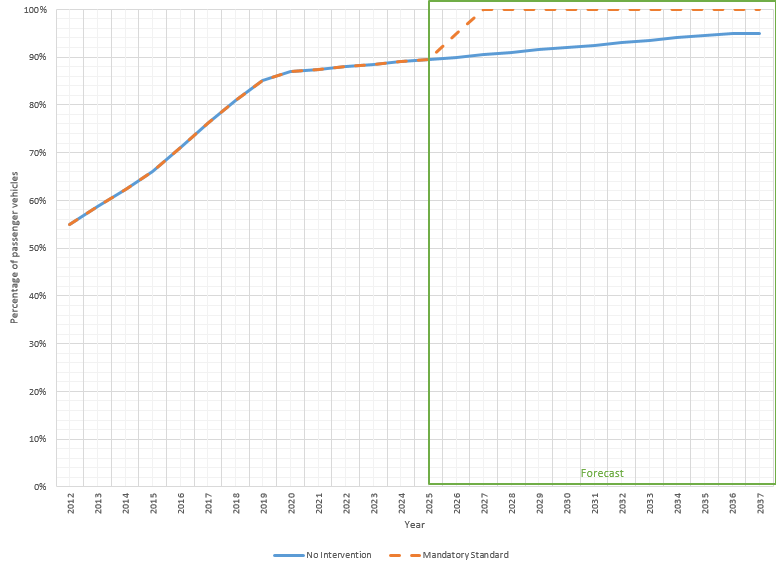 100%
90%
80%
70%
60%
50%
40%
30%
20%
10%
0%
Percentage of passenger vehicles
Forecast
2012 2013 2014 2015 2016 2017 2018 2019 2020 2021 2022 2023 2024 2025 2026 2027 2028 2029 2030 2031 2032 2033 2034 2035 2036 2037
Year
No Intervention Mandatory Standard